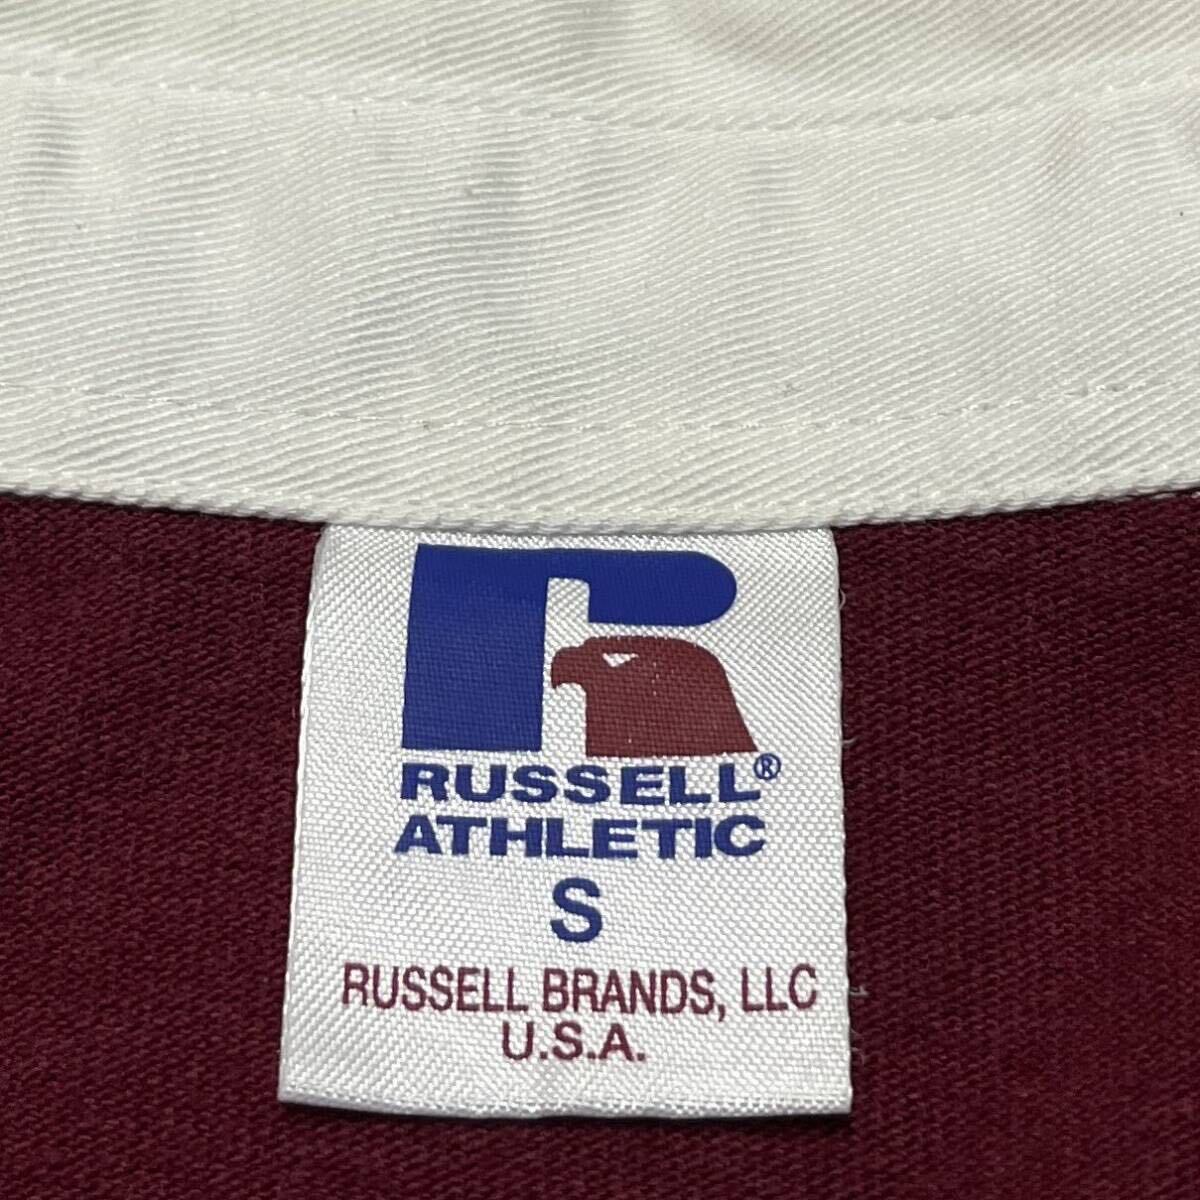 RUSSELL®
ATHLETIC
S
RUSSELL BRANDS, LLC
U.S.A.